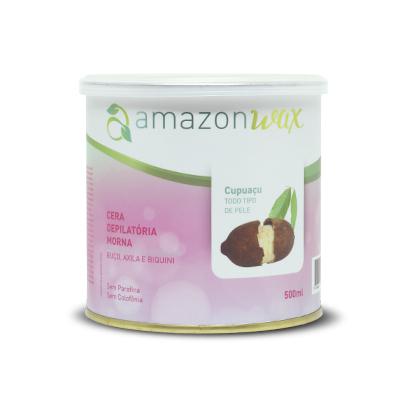 amazonwax
Cupuaçu
TODO TIPO
DE PELE
CERA
DEPILATÓRIA
MORNA
BUÇO, AXILA E BIQUINI
Sem Parafina
Sem Colofônia
500ml